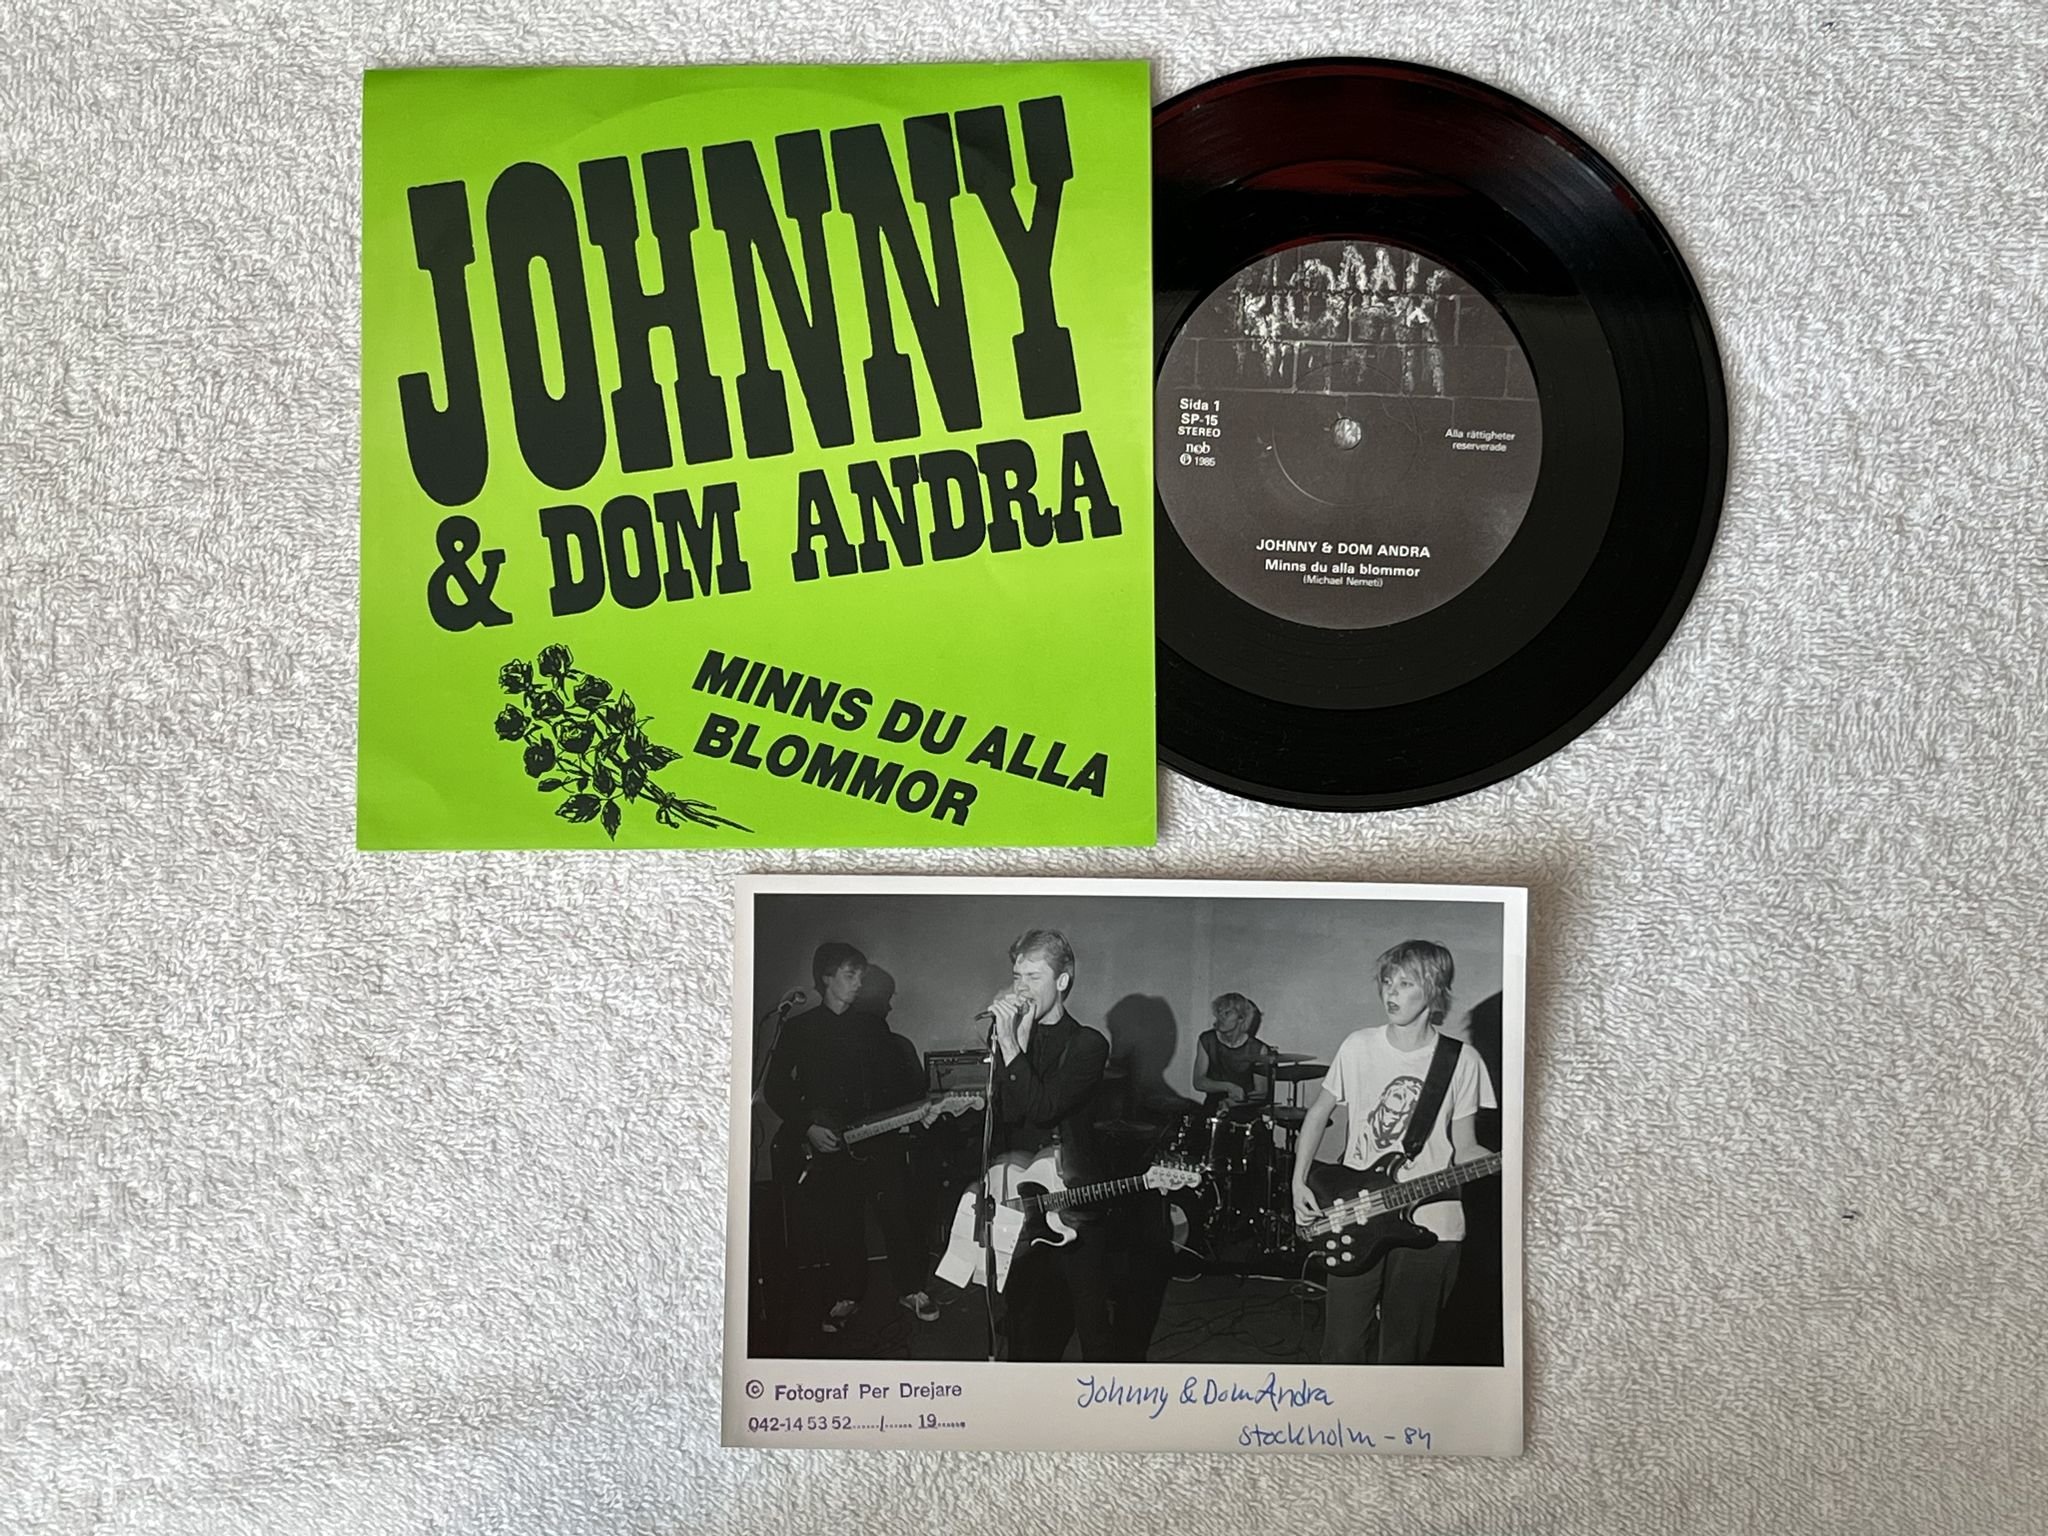 JOHNNY
& DOM ANDRA
MINNS DU ALLA
BLOMMOR
Sida 1
SP-15
STEREO
ncb
Ⓟ 1985
Alla rättigheter
reserverade
JOHNNY & DOM ANDRA
Minns du alla blommor
(Michael Nemeti)
© Fotograf Per Drejare
042-14 53 52....../...... 19......
Johnny & Dom Andra
Stockholm - 84